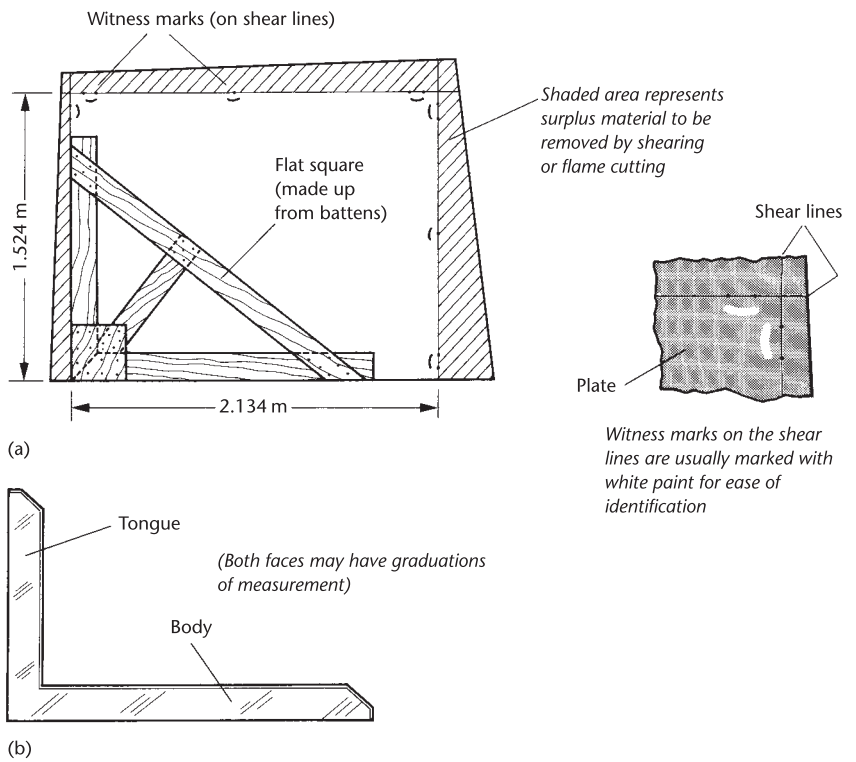 Witness marks (on shear lines)
Shaded area represents
surplus material to be
removed by shearing
or flame cutting
Flat square
(made up
from battens)
1.524 m
2.134 m
Shear lines
Plate
Witness marks on the shear
lines are usually marked with
white paint for ease of
identification
(a)
Tongue
(Both faces may have graduations
of measurement)
Body
(b)